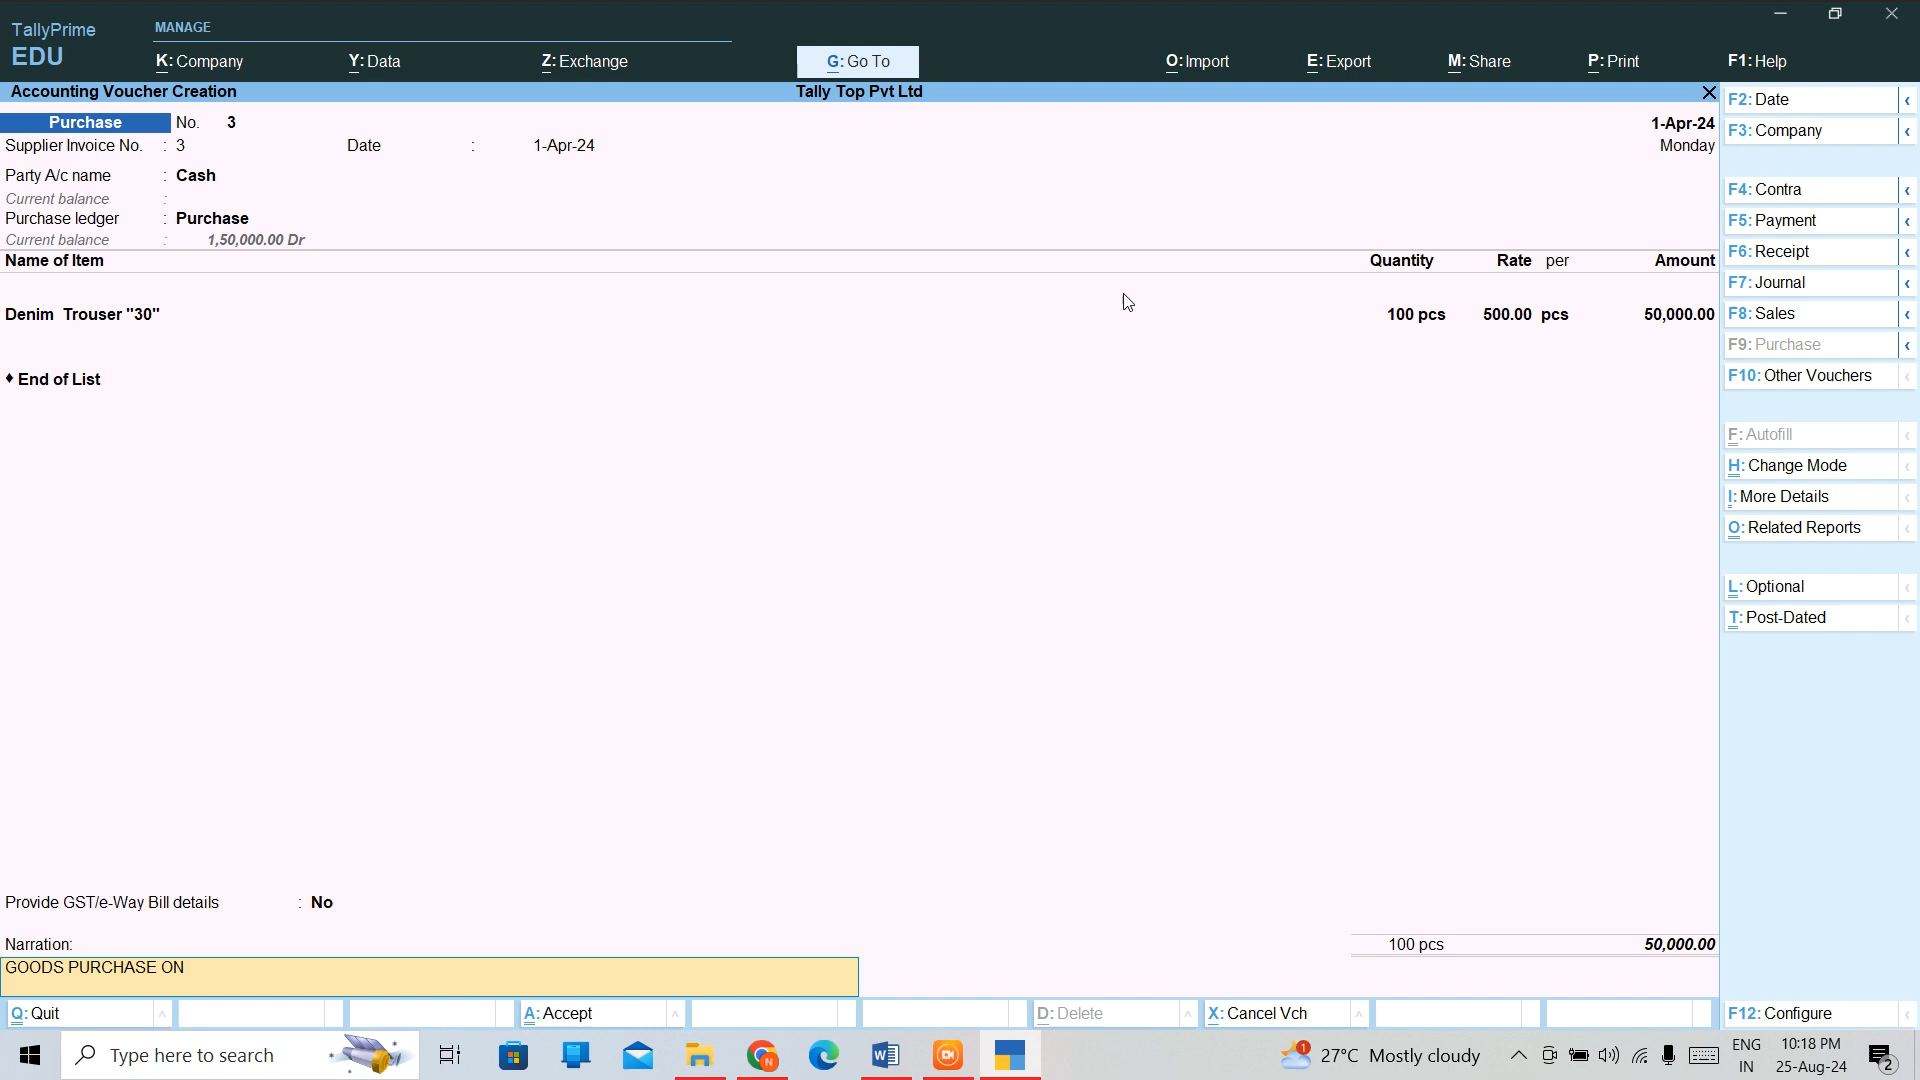 TallyPrime
EDU
MANAGE
K: Company
Y: Data
Z: Exchange
G: Go To
O: Import
E: Export
M: Share
P: Print
F1: Help
Accounting Voucher Creation
Tally Top Pvt Ltd
Purchase No. 3
1-Apr-24
Supplier Invoice No. : 3 Date : 1-Apr-24
Monday
Party A/c name : Cash
Current balance :
Purchase ledger : Purchase
Current balance : 1,50,000.00 Dr
Name of Item Quantity Rate per Amount
Denim Trouser "30" 100 pcs 500.00 pcs 50,000.00
♦ End of List
Provide GST/e-Way Bill details : No
Narration:
100 pcs 50,000.00
GOODS PURCHASE ON
Q: Quit
A: Accept
D: Delete
X: Cancel Vch
F2: Date
F3: Company
F4: Contra
F5: Payment
F6: Receipt
F7: Journal
F8: Sales
F9: Purchase
F10: Other Vouchers
F: Autofill
H: Change Mode
I: More Details
O: Related Reports
L: Optional
T: Post-Dated
F12: Configure
Type here to search
27°C Mostly cloudy
ENG
IN
10:18 PM
25-Aug-24
2